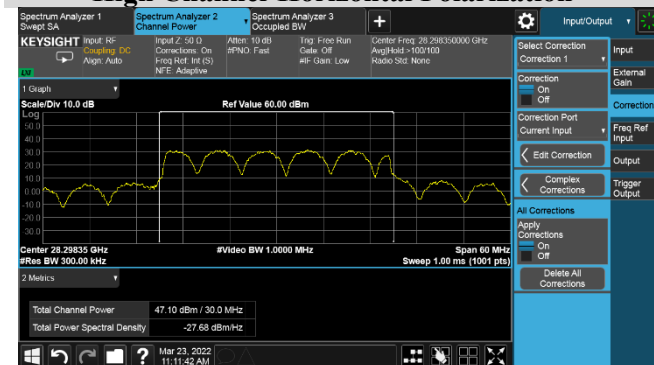 High Channel Horizontal Polarization
Spectrum Analyzer 1
Swept SA
Spectrum Analyzer 2
Channel Power
Spectrum Analyzer 3
Occupied BW
Input/Output
KEYSIGHT
Input: RF
Coupling: DC
Align: Auto
Input Z: 50 Ω
Corrections: On
Freq Ref: Int (S)
NFE: Adaptive
Atten: 10 dB
#PNO: Fast
Trig: Free Run
Gate: Off
#IF Gain: Low
Center Freq: 28.298350000 GHz
Avg|Hold >100/100
Radio Std: None
1 Graph
Scale/Div 10.0 dB
Ref Value 60.00 dBm
Log
50.0
40.0
30.0
20.0
10.0
0.00
-10.0
-20.0
-30.0
Center 28.29835 GHz
#Res BW 300.00 kHz
#Video BW 1.0000 MHz
Span 60 MHz
Sweep 1.00 ms (1001 pts)
2 Metrics
Total Channel Power
47.10 dBm / 30.0 MHz
Total Power Spectral Density
-27.68 dBm/Hz
Mar 23, 2022
11:11:42 AM
Select Correction
Correction 1
Correction
On
Off
Correction Port
Current Input
Edit Correction
Complex
Corrections
All Corrections
Apply
Corrections
On
Off
Delete All
Corrections
Input
External
Gain
Correction
Freq Ref
Input
Output
Trigger
Output